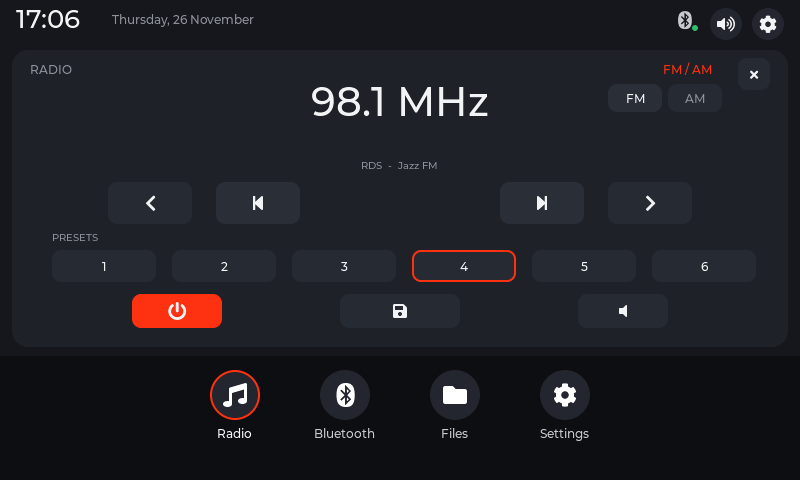 17:06 Thursday, 26 November
RADIO FM / AM
98.1 MHz
FM AM
RDS - Jazz FM
PRESETS
1 2 3 4 5 6
Radio Bluetooth Files Settings